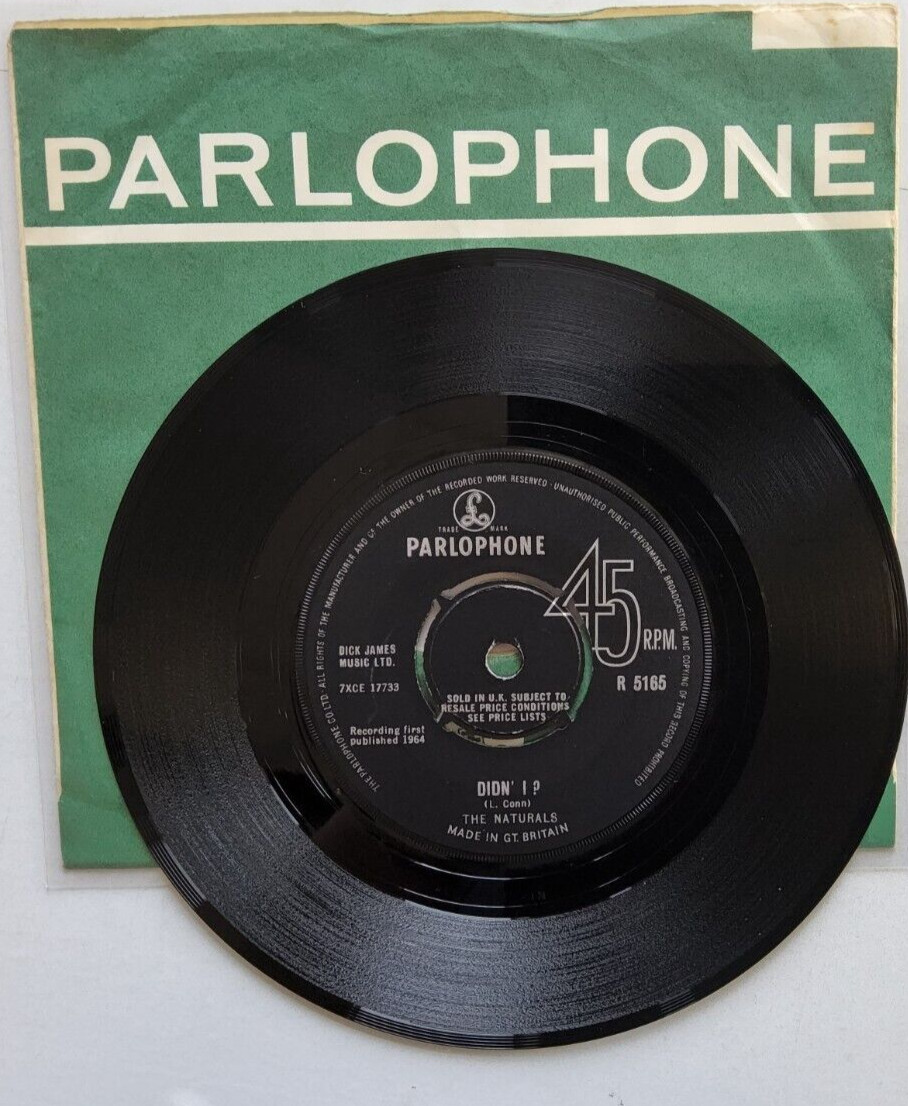 PARLOPHONE
THE PARLOPHONE CO. LTD. ALL RIGHTS OF THE MANUFACTURER AND OF THE OWNER OF THE RECORDED WORK RESERVED · UNAUTHORISED PUBLIC PERFORMANCE BROADCASTING AND COPYING OF THIS RECORD PROHIBITED
£
TRADE MARK
PARLOPHONE
45
R.P.M.
DICK JAMES
MUSIC LTD.
7XCE 17733
R 5165
SOLD IN U.K. SUBJECT TO
RESALE PRICE CONDITIONS
SEE PRICE LISTS
Recording first
published 1964
DIDN' I ?
(L. Conn)
THE NATURALS
MADE IN GT. BRITAIN